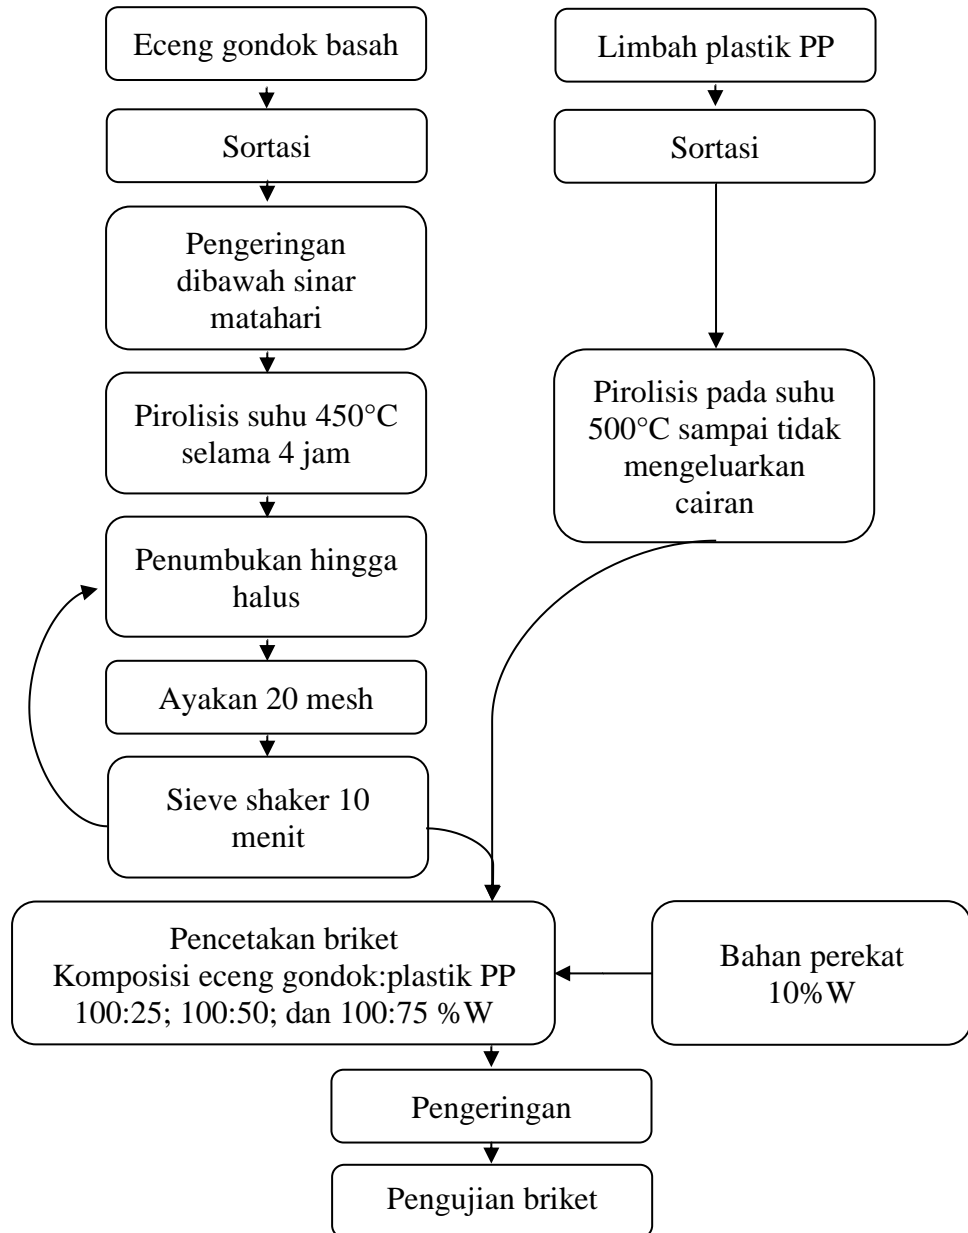 Eceng gondok basah
Limbah plastik PP
Sortasi
Sortasi
Pengeringan
dibawah sinar
matahari
Pirolisis suhu 450°C
selama 4 jam
Pirolisis pada suhu
500°C sampai tidak
mengeluarkan
cairan
Penumbukan hingga
halus
Ayakan 20 mesh
Sieve shaker 10
menit
Pencetakan briket
Komposisi eceng gondok:plastik PP
100:25; 100:50; dan 100:75 %W
Bahan perekat
10%W
Pengeringan
Pengujian briket